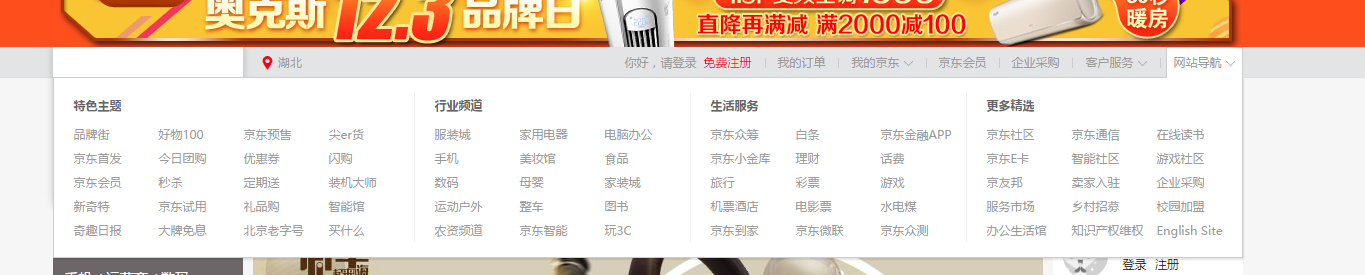 奥克斯12.3品牌日
直降再满减 满2000减100
暖房
湖北
你好，请登录 免费注册 我的订单 我的京东 京东会员 企业采购 客户服务 网站导航
特色主题 行业频道 生活服务 更多精选
品牌街 好物100 京东预售 尖er货 服装城 家用电器 电脑办公 京东众筹 白条 京东金融APP 京东社区 京东通信 在线读书
京东首发 今日团购 优惠券 闪购 手机 美妆馆 食品 京东小金库 理财 话费 京东E卡 智能社区 游戏社区
京东会员 秒杀 定期送 装机大师 数码 母婴 家装城 旅行 彩票 游戏 京友邦 卖家入驻 企业采购
新奇特 京东试用 礼品购 智能馆 运动户外 整车 图书 机票酒店 电影票 水电煤 服务市场 乡村招募 校园加盟
奇趣日报 大牌免息 北京老字号 买什么 农资频道 京东智能 玩3C 京东到家 京东微联 京东众测 办公生活馆 知识产权维权 English Site
登录 注册